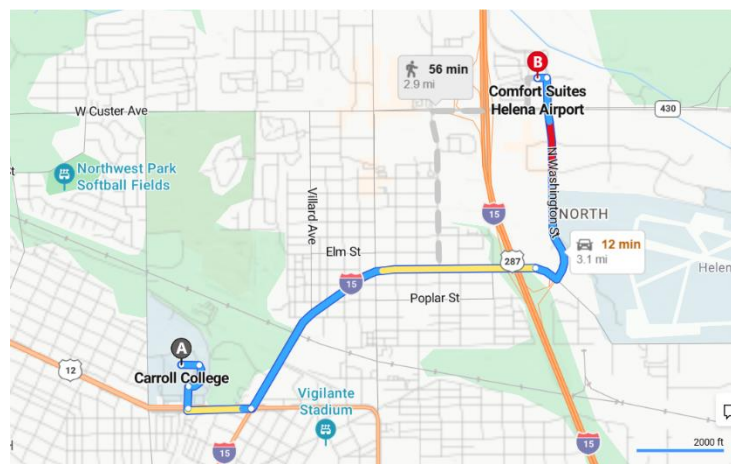 56 min
2.9 mi
B
Comfort Suites
Helena Airport
W Custer Ave
430
Northwest Park
Softball Fields
Villard Ave
N Washington St
15
NORTH
Elm St
287
12 min
3.1 mi
Helen
15
Poplar St
A
12
Carroll College
Vigilante
Stadium
15
15
2000 ft